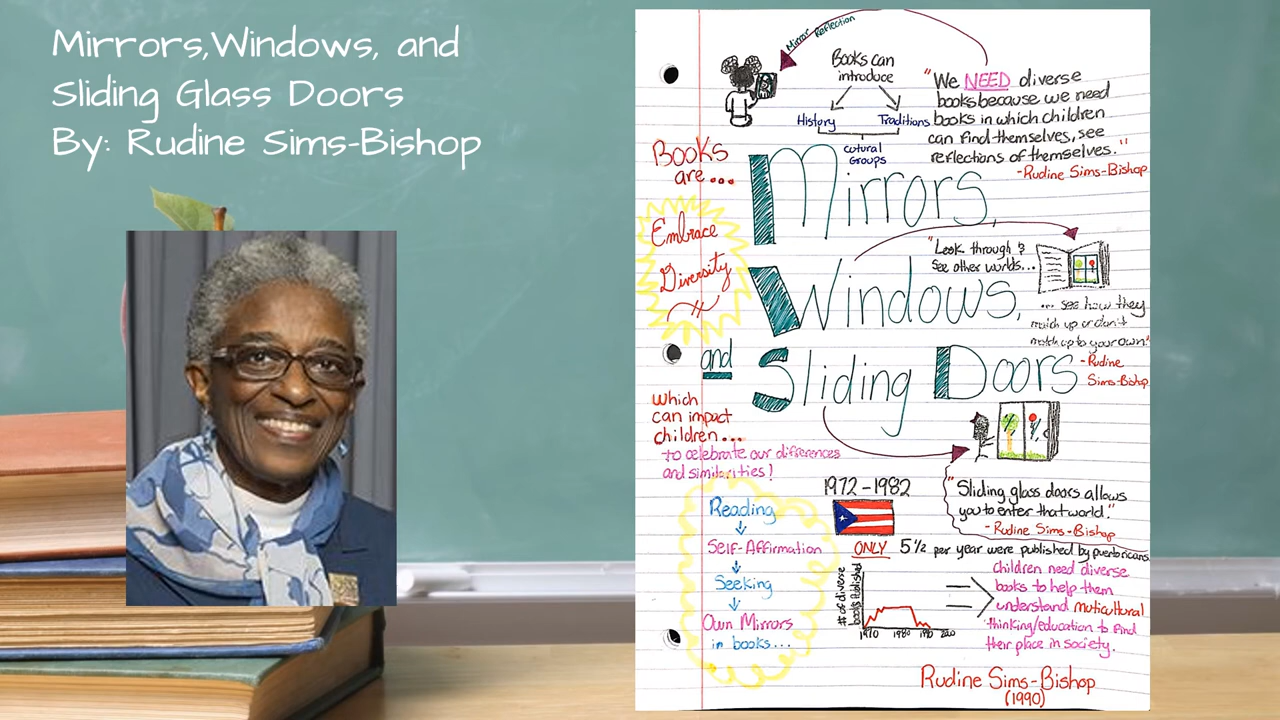 Mirrors, Windows, and
Sliding Glass Doors
By: Rudine Sims-Bishop
Mirror Reflection
Books can
introduce
History
Traditions
cutural
Groups
"We NEED diverse
books because we need
books in which children
can find themselves, see
reflections of themselves."
-Rudine Sims-Bishop
Books
are...
Mirrors,
Embrace
Diversity
"Look through &
See other worlds...
Windows,
... see how they
match up or don't
match up to your own."
-Rudine
Sims-Bishop
and
Sliding Doors
which
can impact
children...
to celebrate our differences
and similarities!
"Sliding glass doors allows
you to enter that world."
- Rudine Sims-Bishop
Reading
Self-Affirmation
Seeking
Own Mirrors
in books...
1972-1982
ONLY 5½ per year were published by puertoricans
# of diverse
books Published
1970 1980 1990
children need diverse
books to help them
understand muticultural
thinking/education to find
their place in society.
Rudine Sims-Bishop
(1990)